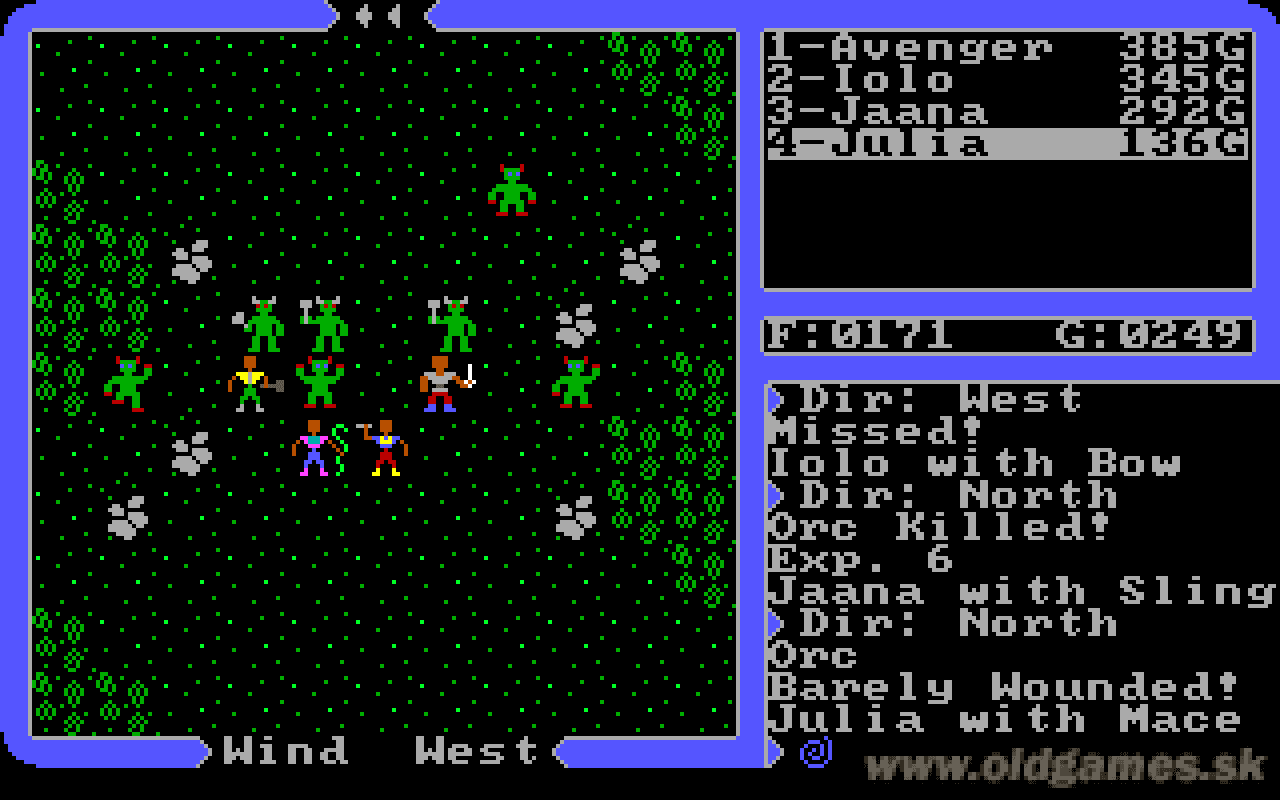 1-Avenger 385G
2-Iolo 345G
3-Jaana 292G
4-Julia 136G
F:0171 G:0249
Dir: West
Missed!
Iolo with Bow
Dir: North
Orc Killed!
Exp. 6
Jaana with Sling
Dir: North
Orc
Barely Wounded!
Julia with Mace
Wind West
www.oldgames.sk